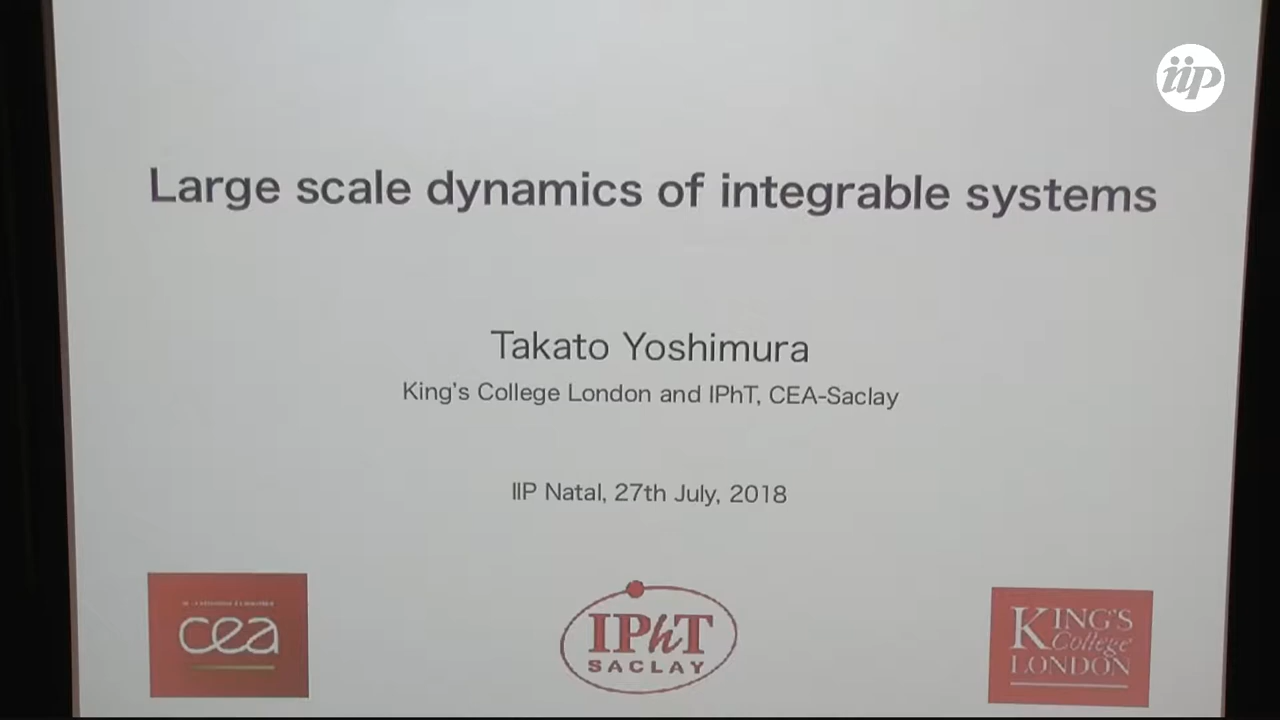 iip
Large scale dynamics of integrable systems
Takato Yoshimura
King's College London and IPhT, CEA-Saclay
IIP Natal, 27th July, 2018
cea
IPhT
SACLAY
KING'S
College
LONDON